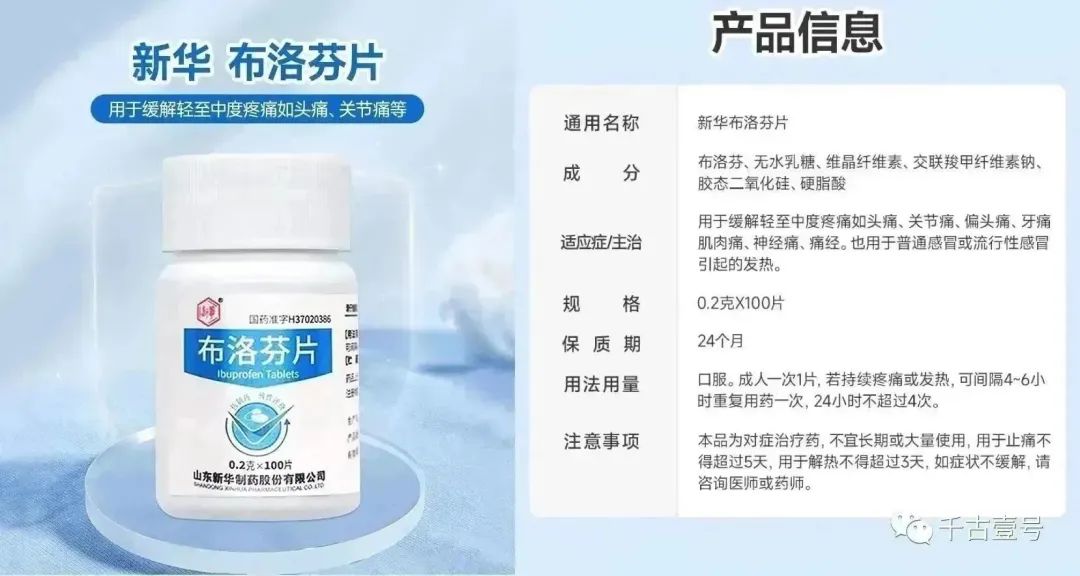 新华 布洛芬片
用于缓解轻至中度疼痛如头痛、关节痛等
新華
国药准字H37020386
布洛芬片
Ibuprofen Tablets
0.2克×100片
山东新华制药股份有限公司
SHANDONG XINHUA PHARMACEUTICAL CO.,LTD
产品信息
通用名称
新华布洛芬片
成 分
布洛芬、无水乳糖、维晶纤维素、交联羧甲纤维素钠、
胶态二氧化硅、硬脂酸
适应症/主治
用于缓解轻至中度疼痛如头痛、关节痛、偏头痛、牙痛
肌肉痛、神经痛、痛经。也用于普通感冒或流行性感冒
引起的发热。
规 格
0.2克X100片
保 质 期
24个月
用法用量
口服。成人一次1片，若持续疼痛或发热，可间隔4~6小
时重复用药一次，24小时不超过4次。
注意事项
本品为对症治疗药，不宜长期或大量使用，用于止痛不
得超过5天，用于解热不得超过3天，如症状不缓解，请
咨询医师或药师。
千古壹号